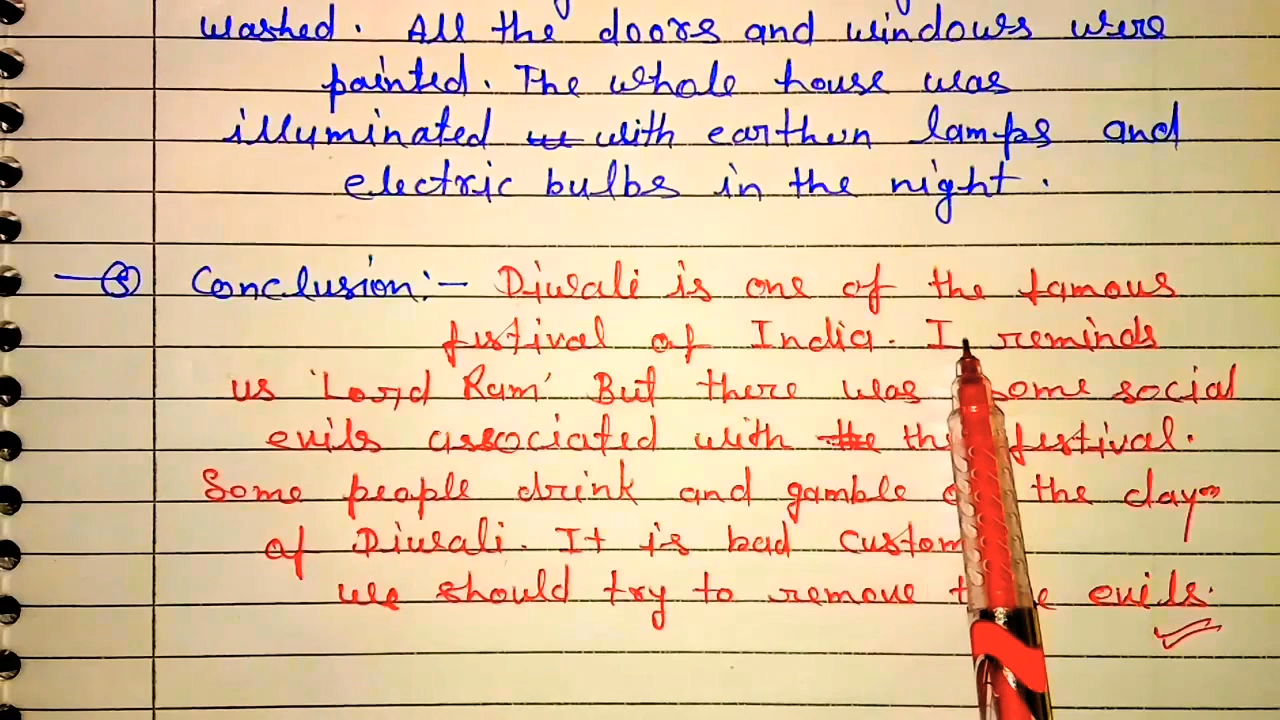 washed. All the doors and windows were
painted. The whole house was
illuminated with earthen lamps and
electric bulbs in the night.
5 Conclusion:- Diwali is one of the famous
festival of India. I reminds
us 'Lord Ram' But there was some social
evils associated with the festival.
Some people drink and gamble the day
of Diwali. It is bad custom
we should try to remove the evils.